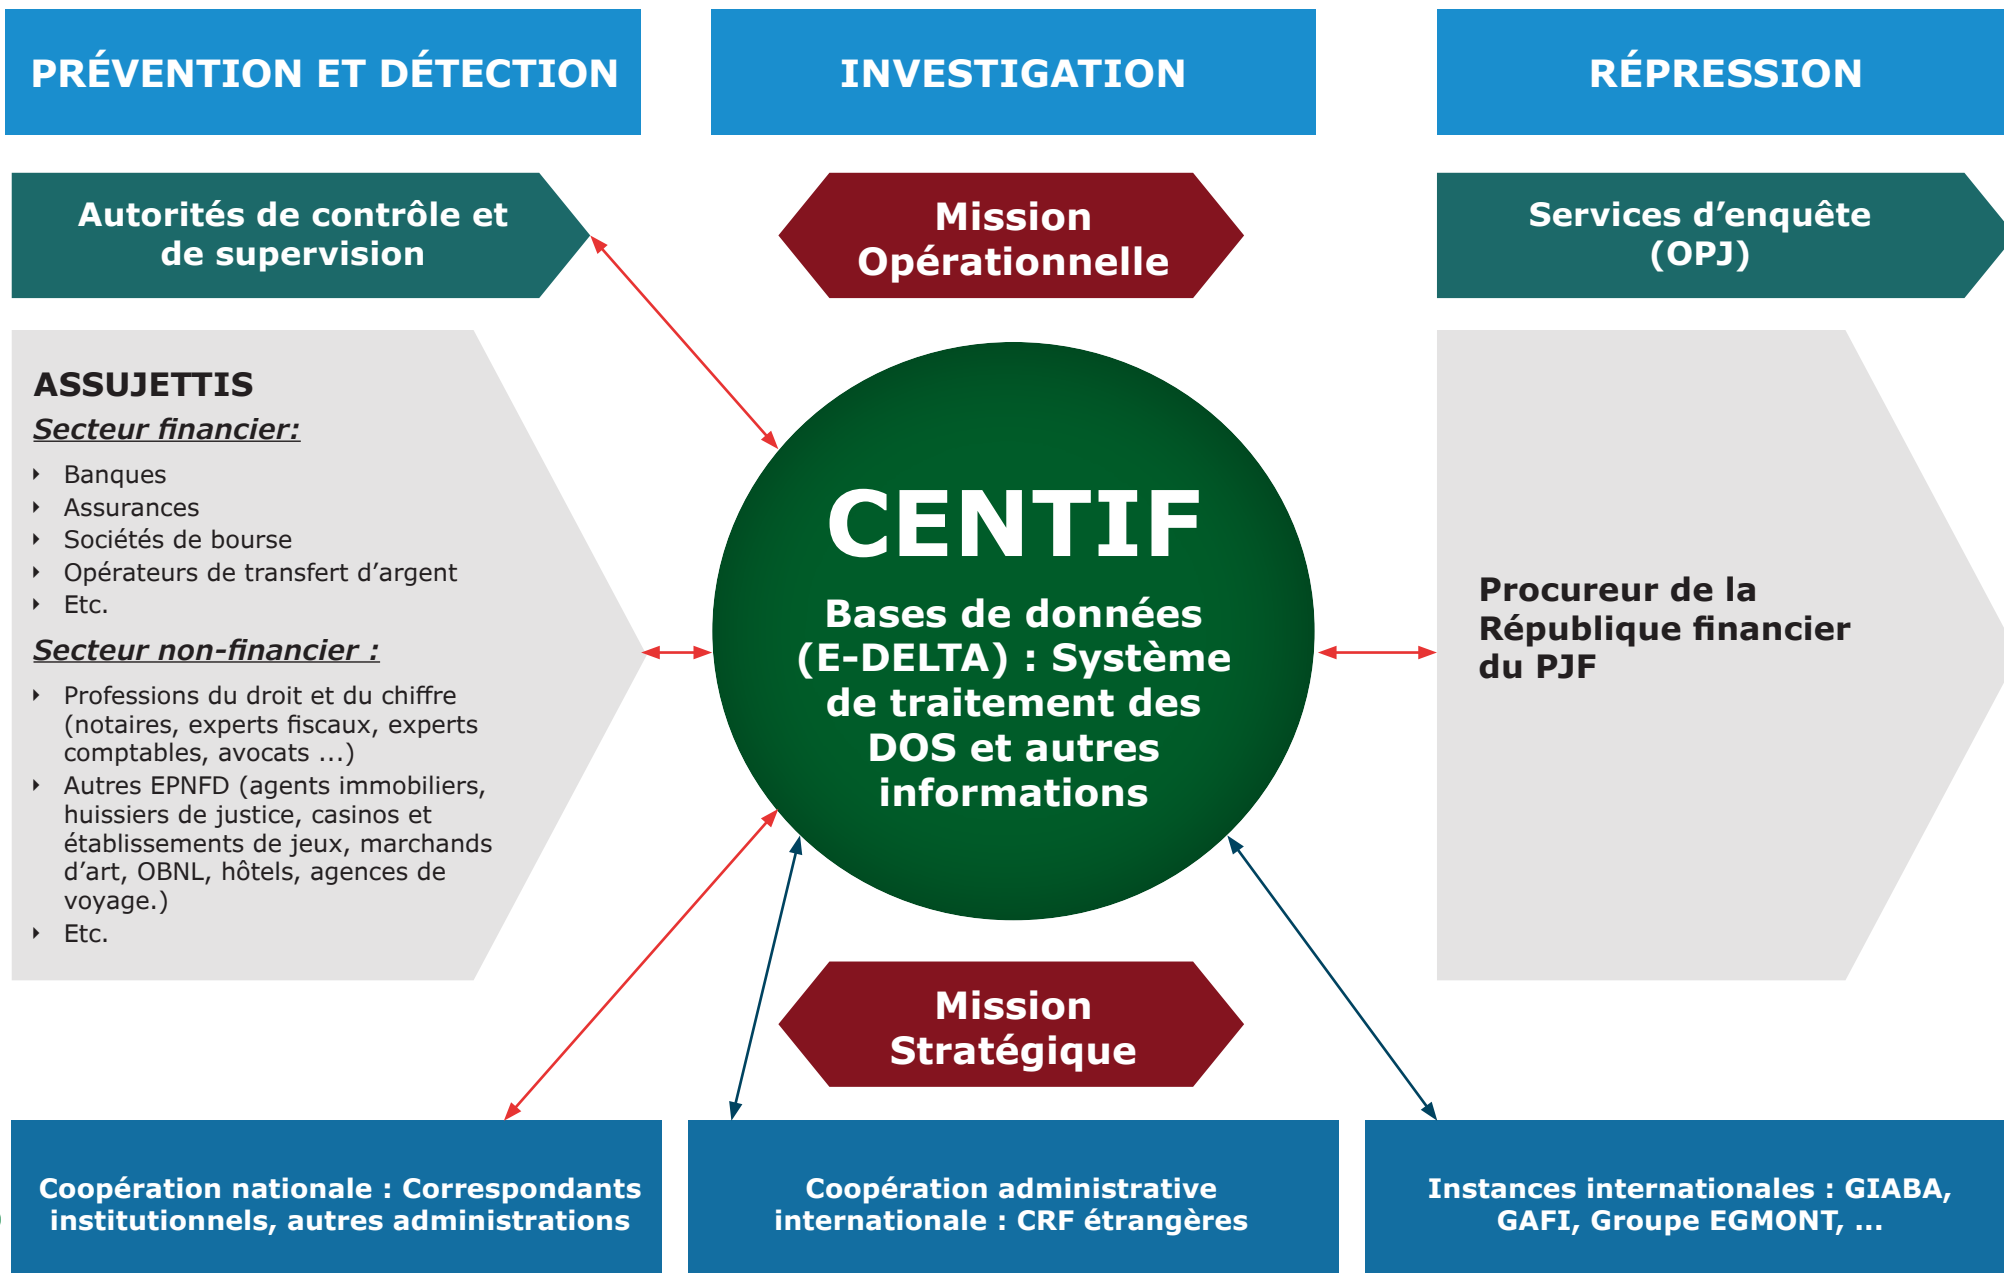 PRÉVENTION ET DÉTECTION
INVESTIGATION
RÉPRESSION
Autorités de contrôle et
de supervision
Mission
Opérationnelle
Services d’enquête
(OPJ)
ASSUJETTIS
Secteur financier:
‣ Banques
‣ Assurances
‣ Sociétés de bourse
‣ Opérateurs de transfert d’argent
‣ Etc.
Secteur non-financier :
‣ Professions du droit et du chiffre
(notaires, experts fiscaux, experts
comptables, avocats ...)
‣ Autres EPNFD (agents immobiliers,
huissiers de justice, casinos et
établissements de jeux, marchands
d’art, OBNL, hôtels, agences de
voyage.)
‣ Etc.
CENTIF
Bases de données
(E-DELTA) : Système
de traitement des
DOS et autres
informations
Procureur de la
République financier
du PJF
Mission
Stratégique
Coopération nationale : Correspondants
institutionnels, autres administrations
Coopération administrative
internationale : CRF étrangères
Instances internationales : GIABA,
GAFI, Groupe EGMONT, ...